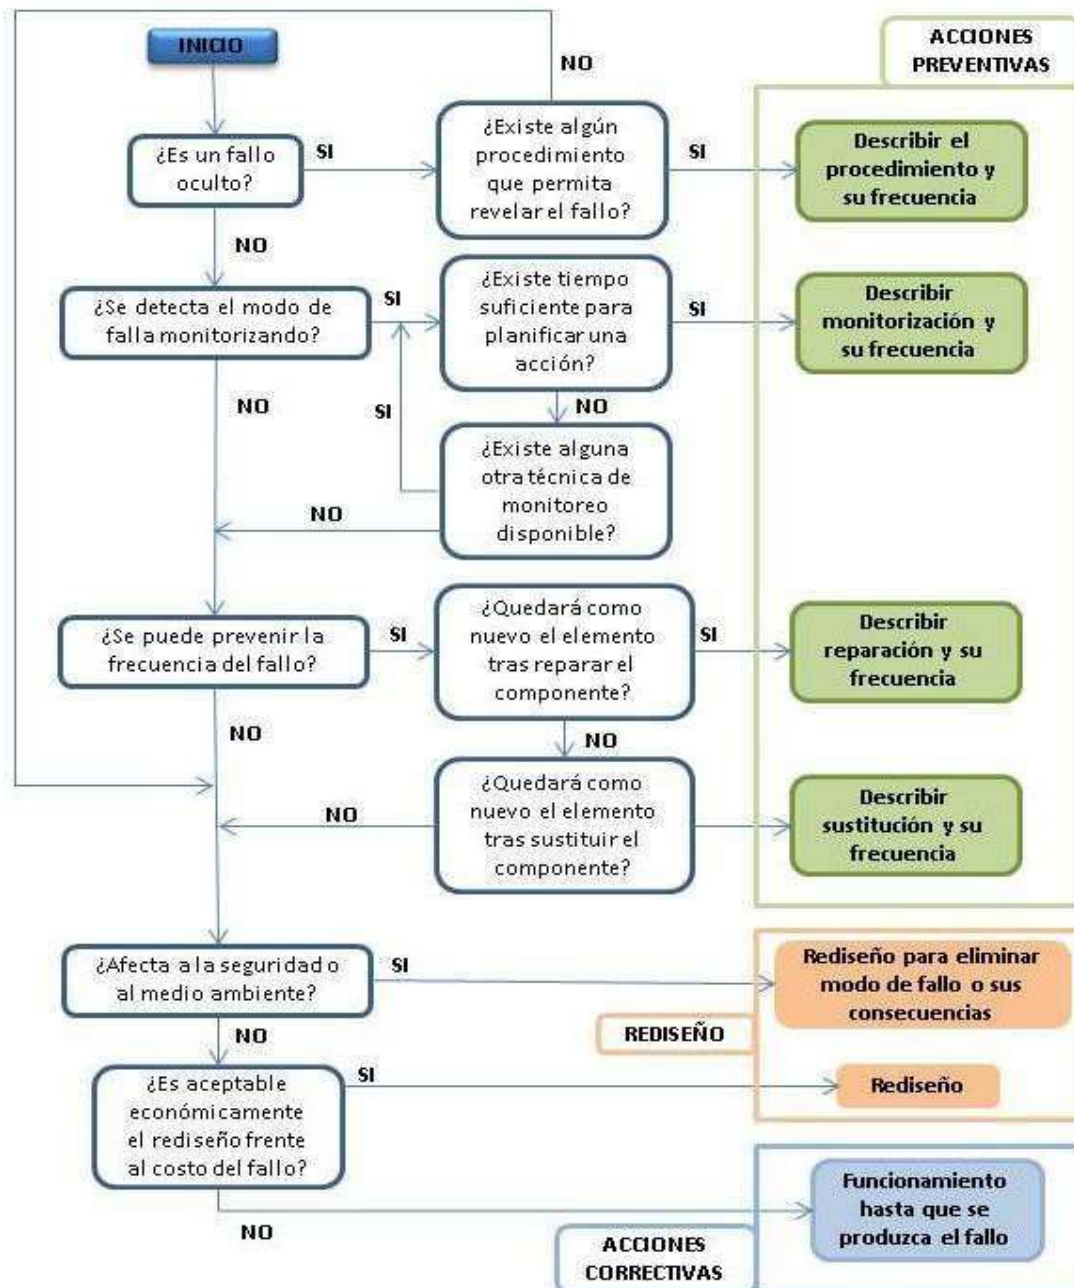 INICIO
ACCIONES
PREVENTIVAS
NO
¿Es un fallo
oculto?
SI
¿Existe algún
procedimiento
que permita
revelar el fallo?
SI
Describir el
procedimiento y
su frecuencia
NO
¿Se detecta el modo de
falla monitorizando?
SI
¿Existe tiempo
suficiente para
planificar una
acción?
SI
Describir
monitorización y
su frecuencia
NO
SI
NO
¿Existe alguna
otra técnica de
monitoreo
disponible?
NO
¿Se puede prevenir la
frecuencia del fallo?
SI
¿Quedará como
nuevo el elemento
tras reparar el
componente?
SI
Describir
reparación y su
frecuencia
NO
NO
¿Quedará como
nuevo el elemento
tras sustituir el
componente?
NO
Describir
sustitución y su
frecuencia
¿Afecta a la seguridad o
al medio ambiente?
SI
Rediseño para eliminar
modo de fallo o sus
consecuencias
NO
REDISEÑO
¿Es aceptable
económicamente
el rediseño frente
al costo del fallo?
SI
Rediseño
NO
Funcionamiento
hasta que se
produzca el fallo
ACCIONES
CORRECTIVAS